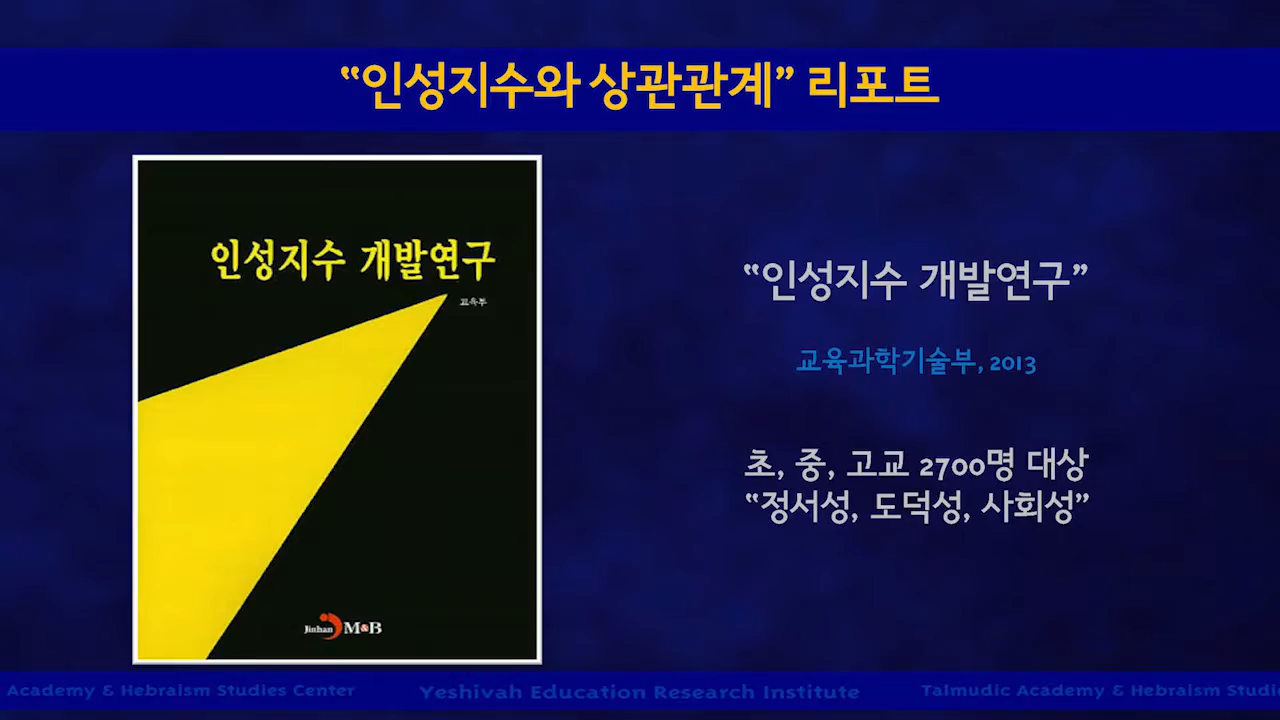 “인성지수와 상관관계” 리포트
인성지수 개발연구
교육부
Jinhan M&B
“인성지수 개발연구”
교육과학기술부, 2013
초, 중, 고교 2700명 대상
“정서성, 도덕성, 사회성”
Academy & Hebraism Studies Center Yeshivah Education Research Institute Talmudic Academy & Hebraism Studie